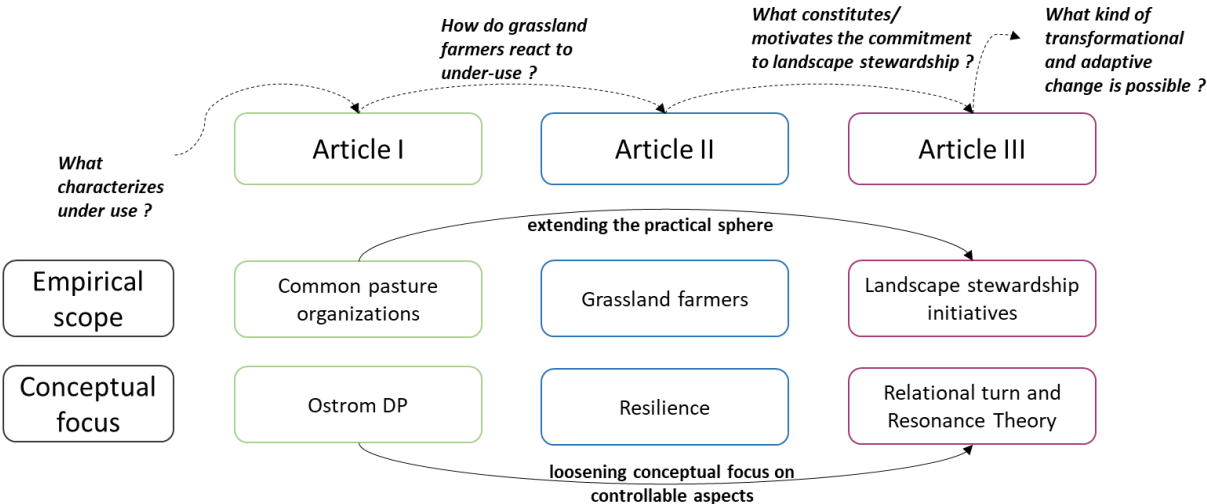 How do grassland
farmers react to
under-use ?
What constitutes/
motivates the commitment
to landscape stewardship ?
What kind of
transformational
and adaptive
change is possible ?
What
characterizes
under use ?
Article I
Article II
Article III
extending the practical sphere
Empirical
scope
Common pasture
organizations
Grassland farmers
Landscape stewardship
initiatives
Conceptual
focus
Ostrom DP
Resilience
Relational turn and
Resonance Theory
loosening conceptual focus on
controllable aspects